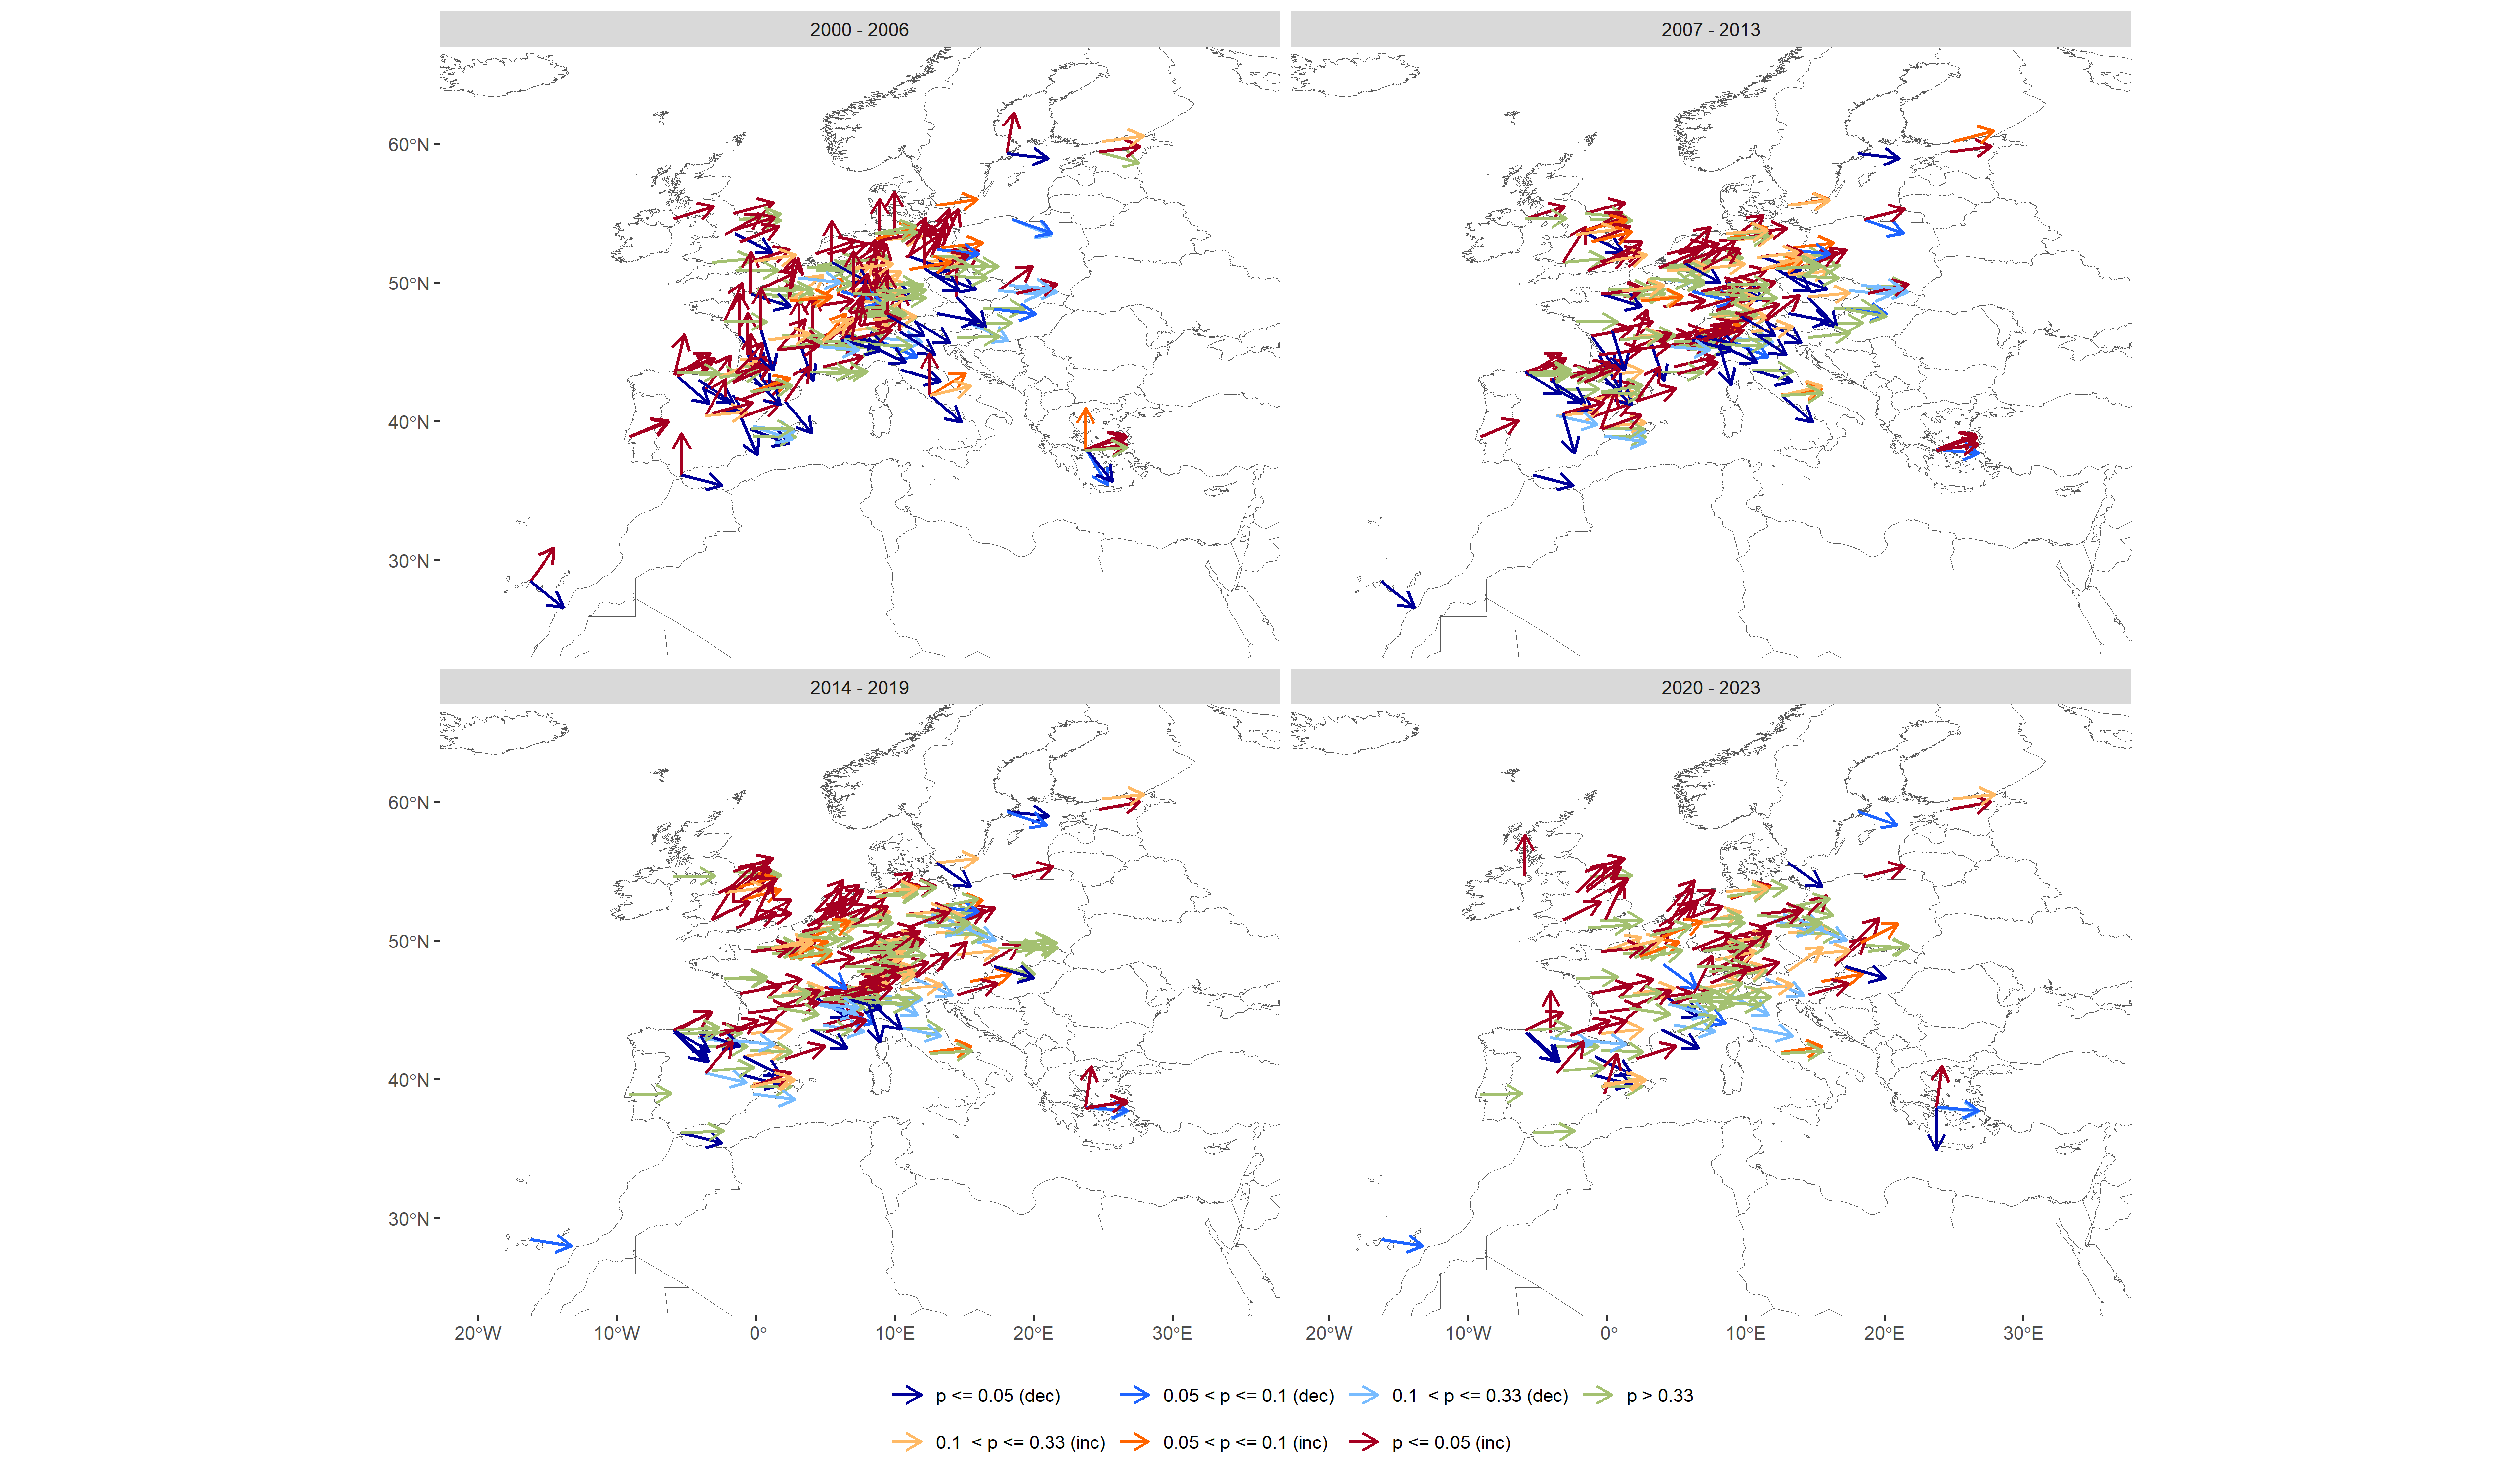 2000 - 2006
2007 - 2013
60°N
50°N
40°N
30°N
2014 - 2019
2020 - 2023
60°N
50°N
40°N
30°N
20°W 10°W 0° 10°E 20°E 30°E
20°W 10°W 0° 10°E 20°E 30°E
p <= 0.05 (dec) 0.05 < p <= 0.1 (dec) 0.1 < p <= 0.33 (dec) p > 0.33
0.1 < p <= 0.33 (inc) 0.05 < p <= 0.1 (inc) p <= 0.05 (inc)